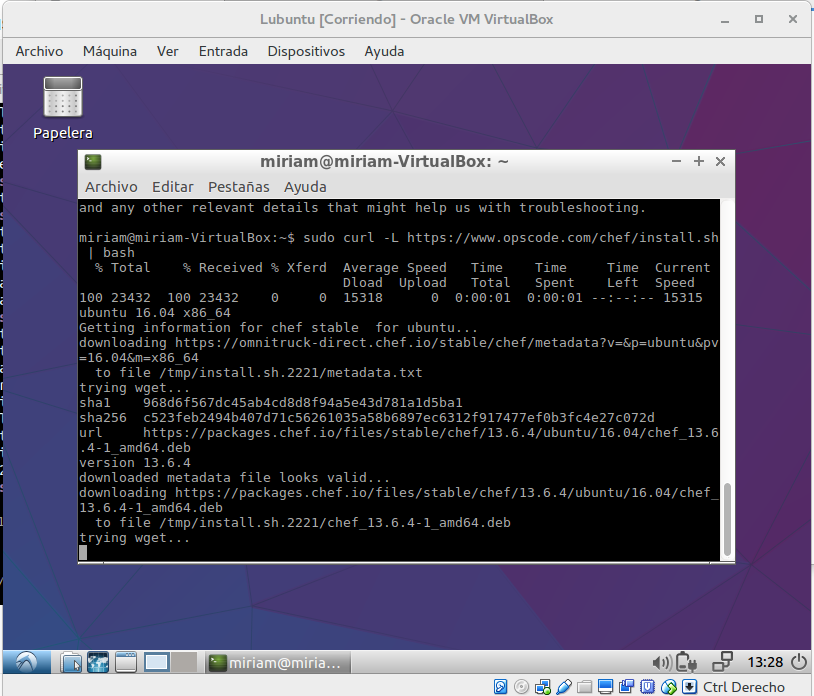 Lubuntu [Corriendo] - Oracle VM VirtualBox
Archivo Máquina Ver Entrada Dispositivos Ayuda
Papelera
miriam@miriam-VirtualBox: ~
Archivo Editar Pestañas Ayuda
and any other relevant details that might help us with troubleshooting.
miriam@miriam-VirtualBox:~$ sudo curl -L https://www.opscode.com/chef/install.sh
| bash
% Total % Received % Xferd Average Speed Time Time Time Current
Dload Upload Total Spent Left Speed
100 23432 100 23432 0 0 15318 0 0:00:01 0:00:01 --:--:-- 15315
ubuntu 16.04 x86_64
Getting information for chef stable for ubuntu...
downloading https://omnitruck-direct.chef.io/stable/chef/metadata?v=&p=ubuntu&pv
=16.04&m=x86_64
to file /tmp/install.sh.2221/metadata.txt
trying wget...
sha1 968d6f567dc45ab4cd8d8f94a5e43d781a1d5ba1
sha256 c523feb2494b407d71c56261035a58b6897ec6312f917477ef0b3fc4e27c072d
url https://packages.chef.io/files/stable/chef/13.6.4/ubuntu/16.04/chef_13.6
.4-1_amd64.deb
version 13.6.4
downloaded metadata file looks valid...
downloading https://packages.chef.io/files/stable/chef/13.6.4/ubuntu/16.04/chef_
13.6.4-1_amd64.deb
to file /tmp/install.sh.2221/chef_13.6.4-1_amd64.deb
trying wget...
miriam@miria...
13:28
Ctrl Derecho